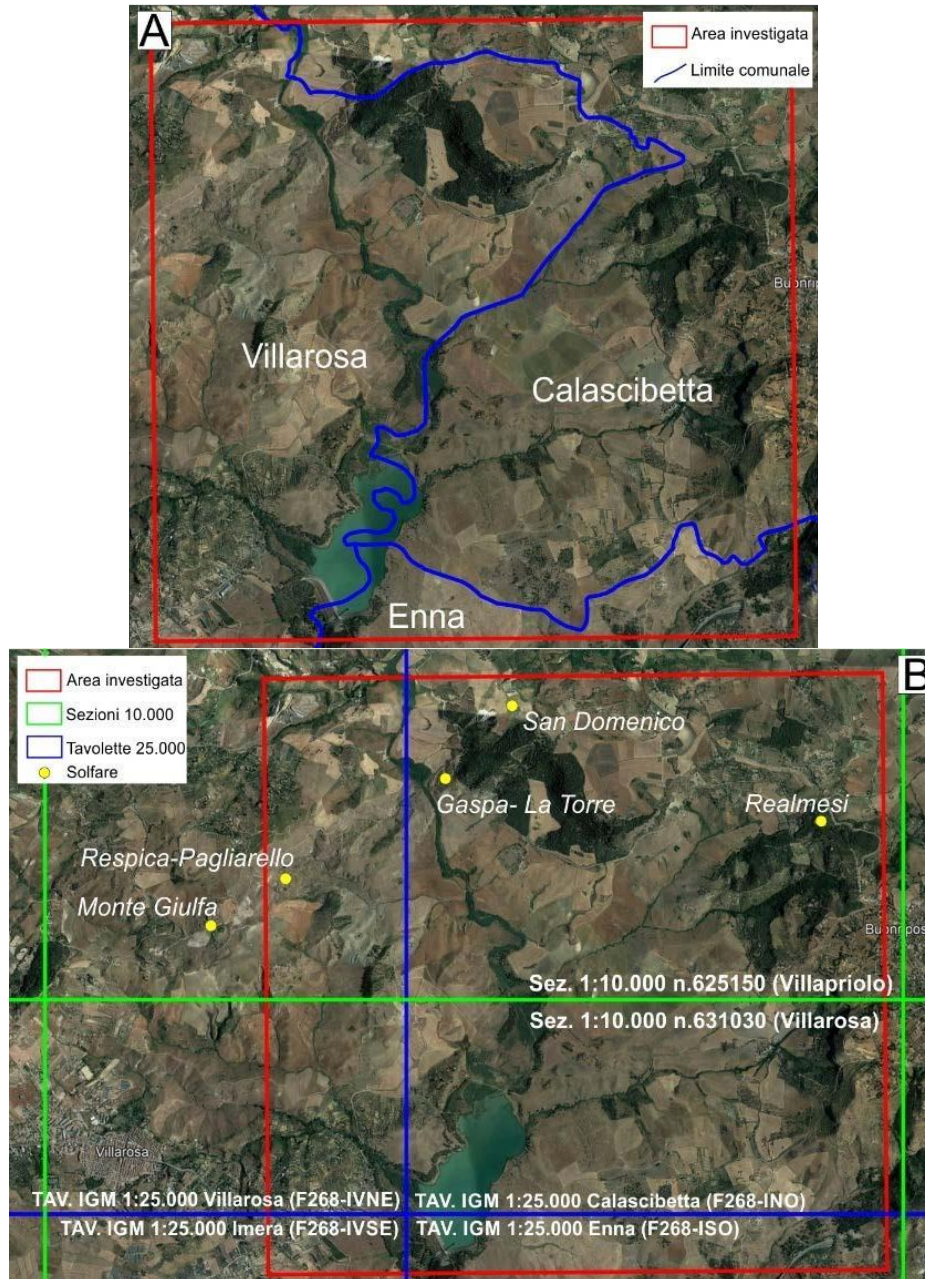 A
Area investigata
Limite comunale
Villarosa
Calascibetta
Enna
B
Area investigata
Sezioni 10.000
Tavolette 25.000
Solfare
San Domenico
Gaspa- La Torre
Realmesi
Respica-Pagliarello
Monte Giulfa
Sez. 1:10.000 n.625150 (Villapriolo)
Sez. 1:10.000 n.631030 (Villarosa)
Villarosa
TAV. IGM 1:25.000 Villarosa (F268-IVNE)
TAV. IGM 1:25.000 Calascibetta (F268-INO)
TAV. IGM 1:25.000 Imera (F268-IVSE)
TAV. IGM 1:25.000 Enna (F268-ISO)